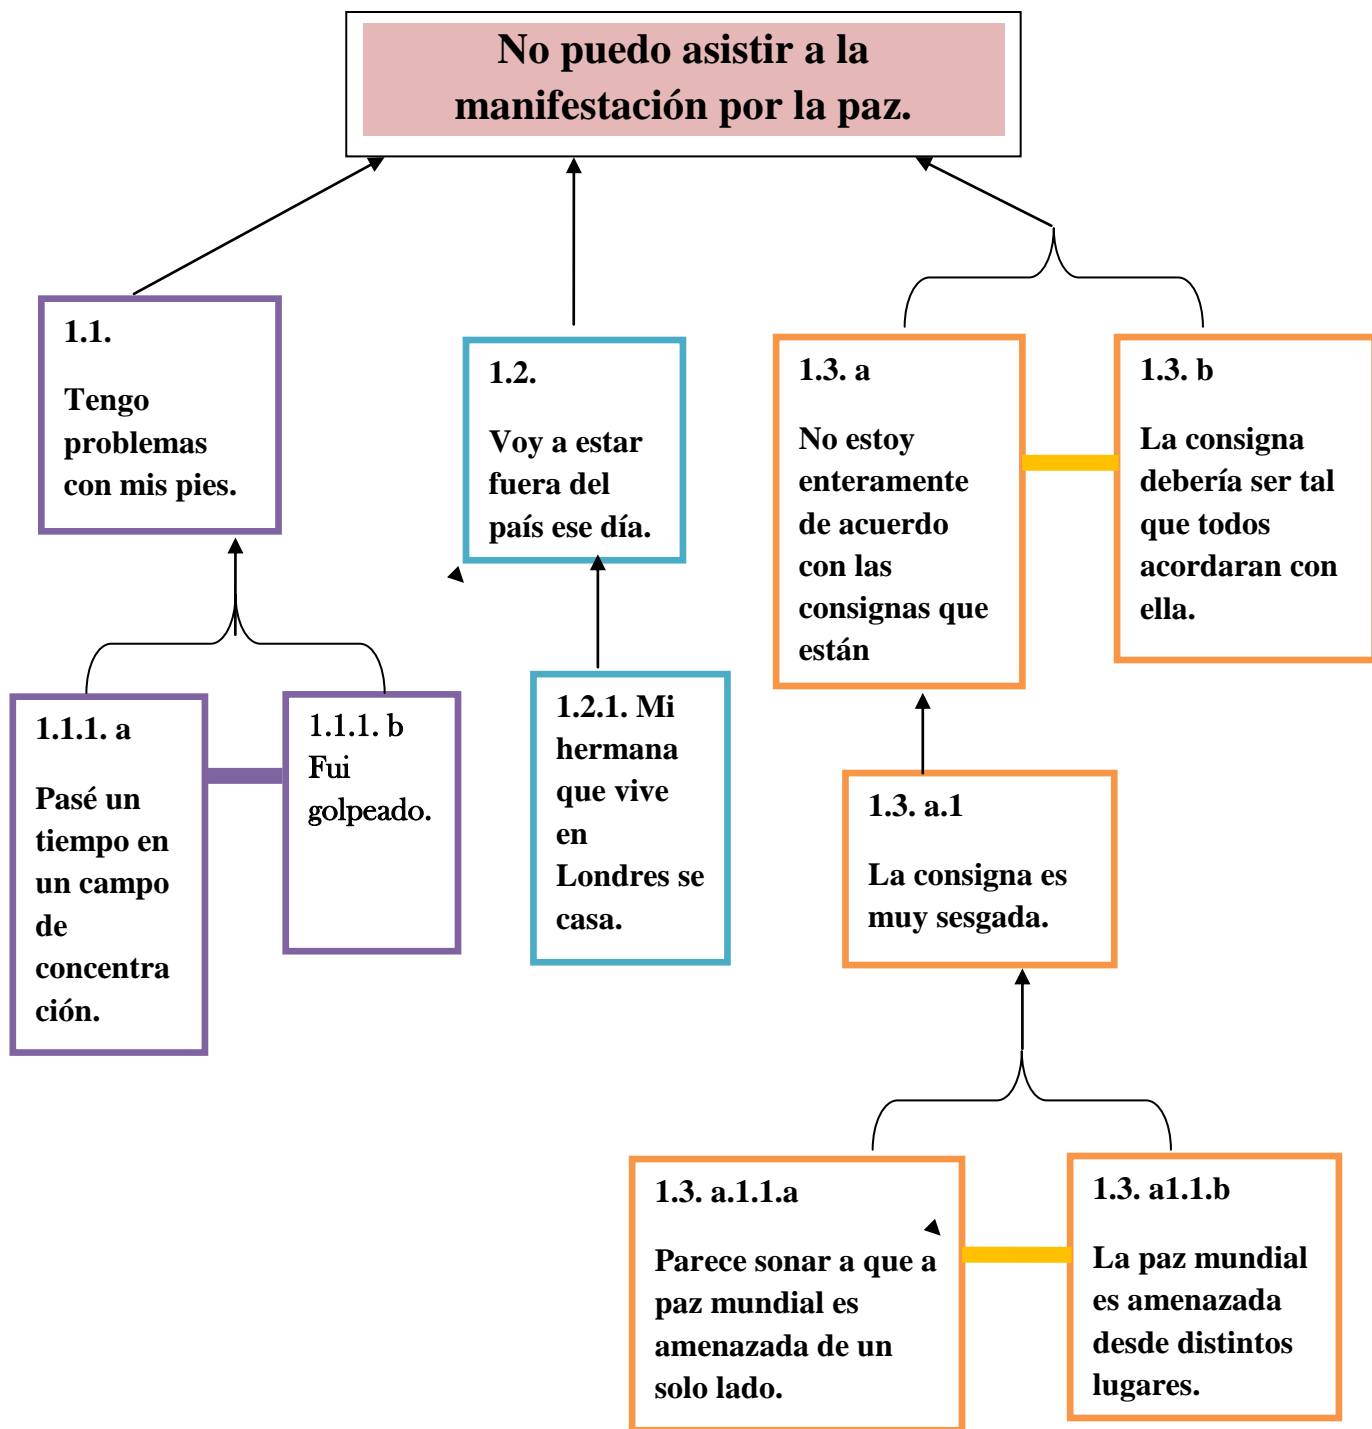 No puedo asistir a la
manifestación por la paz.
1.1.
Tengo
problemas
con mis pies.
1.2.
Voy a estar
fuera del
país ese día.
1.3. a
No estoy
enteramente
de acuerdo
con las
consignas que
están
1.3. b
La consigna
debería ser tal
que todos
acordaran con
ella.
1.1.1. a
Pasé un
tiempo en
un campo
de
concentra
ción.
1.1.1. b
Fui
golpeado.
1.2.1. Mi
hermana
que vive
en
Londres se
casa.
1.3. a.1
La consigna es
muy sesgada.
1.3. a.1.1.a
Parece sonar a que a
paz mundial es
amenazada de un
solo lado.
1.3. a1.1.b
La paz mundial
es amenazada
desde distintos
lugares.